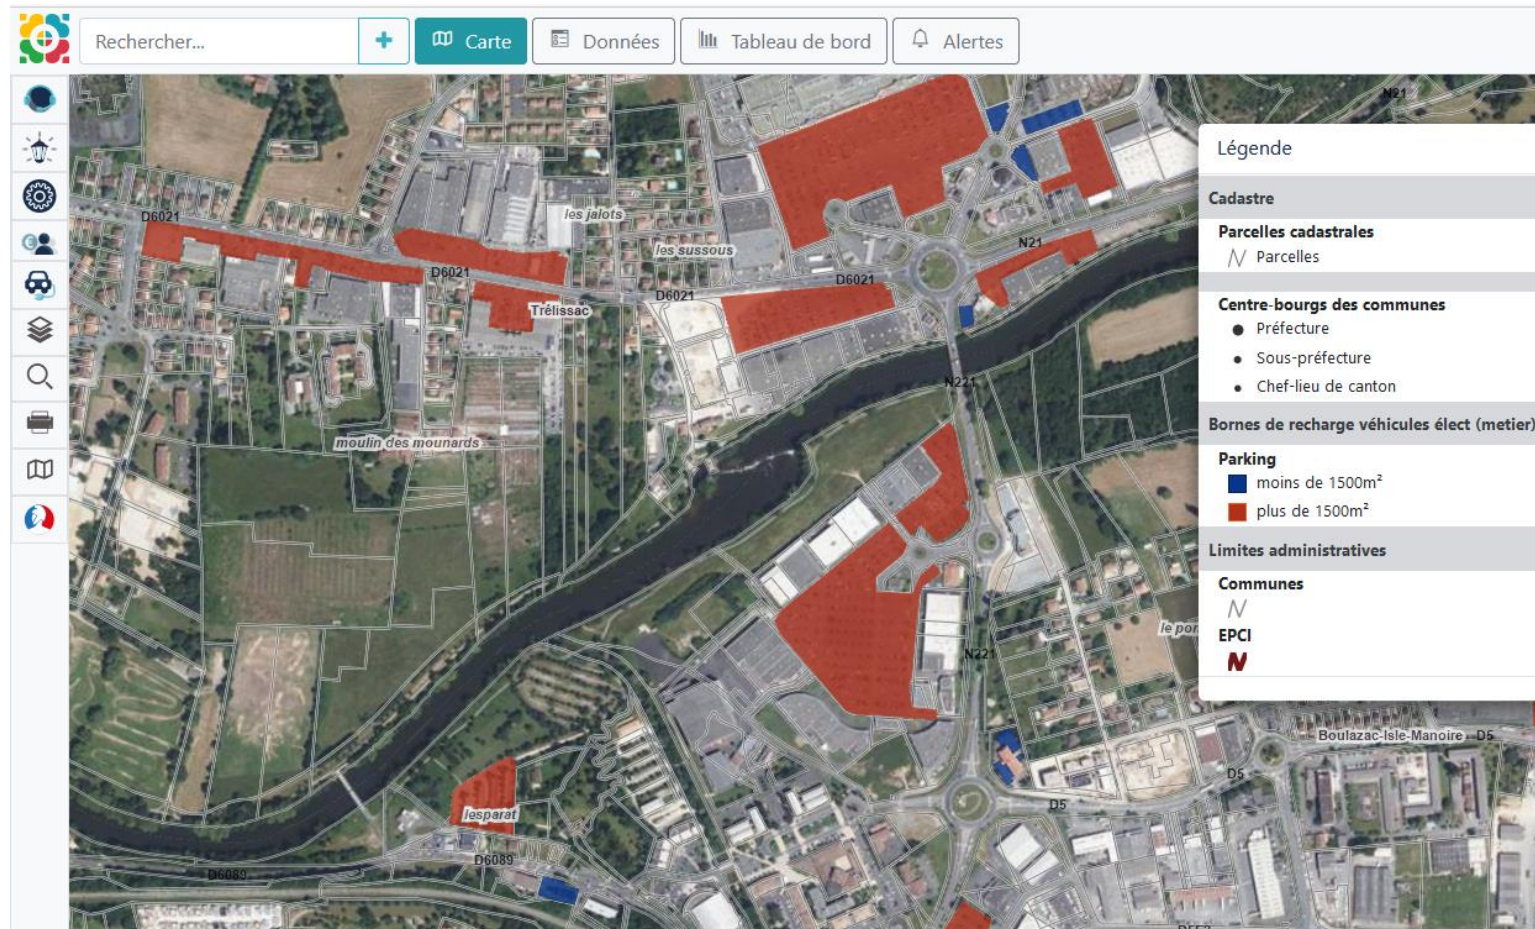 Rechercher...
+
Carte
Données
Tableau de bord
Alertes
N21
D6021
les jalots
les sussous
N21
D6021
D6021
D6021
Trélissac
N221
moulin des mounards
le pon
N221
Boulazac-Isle-Manoire
D5
D5
D5
lesparat
D6089
D6089
Légende
Cadastre
Parcelles cadastrales
Parcelles
Centre-bourgs des communes
Préfecture
Sous-préfecture
Chef-lieu de canton
Bornes de recharge véhicules élect (metier)
Parking
moins de 1500m²
plus de 1500m²
Limites administratives
Communes
EPCI